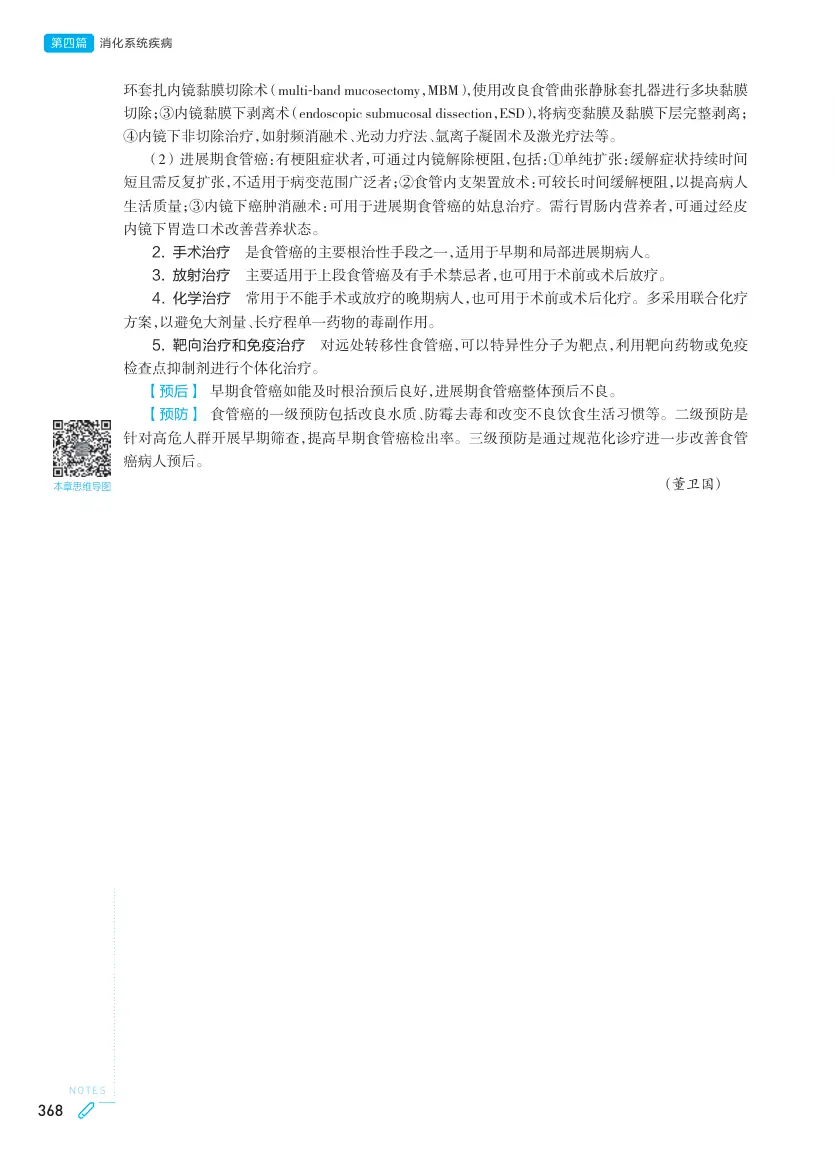 第四篇 消化系统疾病
环套扎内镜黏膜切除术（multi-band mucosectomy，MBM），使用改良食管曲张静脉套扎器进行多块黏膜
切除；③内镜黏膜下剥离术（endoscopic submucosal dissection，ESD），将病变黏膜及黏膜下层完整剥离；
④内镜下非切除治疗，如射频消融术、光动力疗法、氩离子凝固术及激光疗法等。
（2）进展期食管癌：有梗阻症状者，可通过内镜解除梗阻，包括：①单纯扩张：缓解症状持续时间
短且需反复扩张，不适用于病变范围广泛者；②食管内支架置放术：可较长时间缓解梗阻，以提高病人
生活质量；③内镜下癌肿消融术：可用于进展期食管癌的姑息治疗。需行胃肠内营养者，可通过经皮
内镜下胃造口术改善营养状态。
2. 手术治疗 是食管癌的主要根治性手段之一，适用于早期和局部进展期病人。
3. 放射治疗 主要适用于上段食管癌及有手术禁忌者，也可用于术前或术后放疗。
4. 化学治疗 常用于不能手术或放疗的晚期病人，也可用于术前或术后化疗。多采用联合化疗
方案，以避免大剂量、长疗程单一药物的毒副作用。
5. 靶向治疗和免疫治疗 对远处转移性食管癌，可以特异性分子为靶点，利用靶向药物或免疫
检查点抑制剂进行个体化治疗。
【预后】 早期食管癌如能及时根治预后良好，进展期食管癌整体预后不良。
【预防】 食管癌的一级预防包括改良水质、防霉去毒和改变不良饮食生活习惯等。二级预防是
针对高危人群开展早期筛查，提高早期食管癌检出率。三级预防是通过规范化诊疗进一步改善食管
癌病人预后。
本章思维导图
（董卫国）
NOTES
368